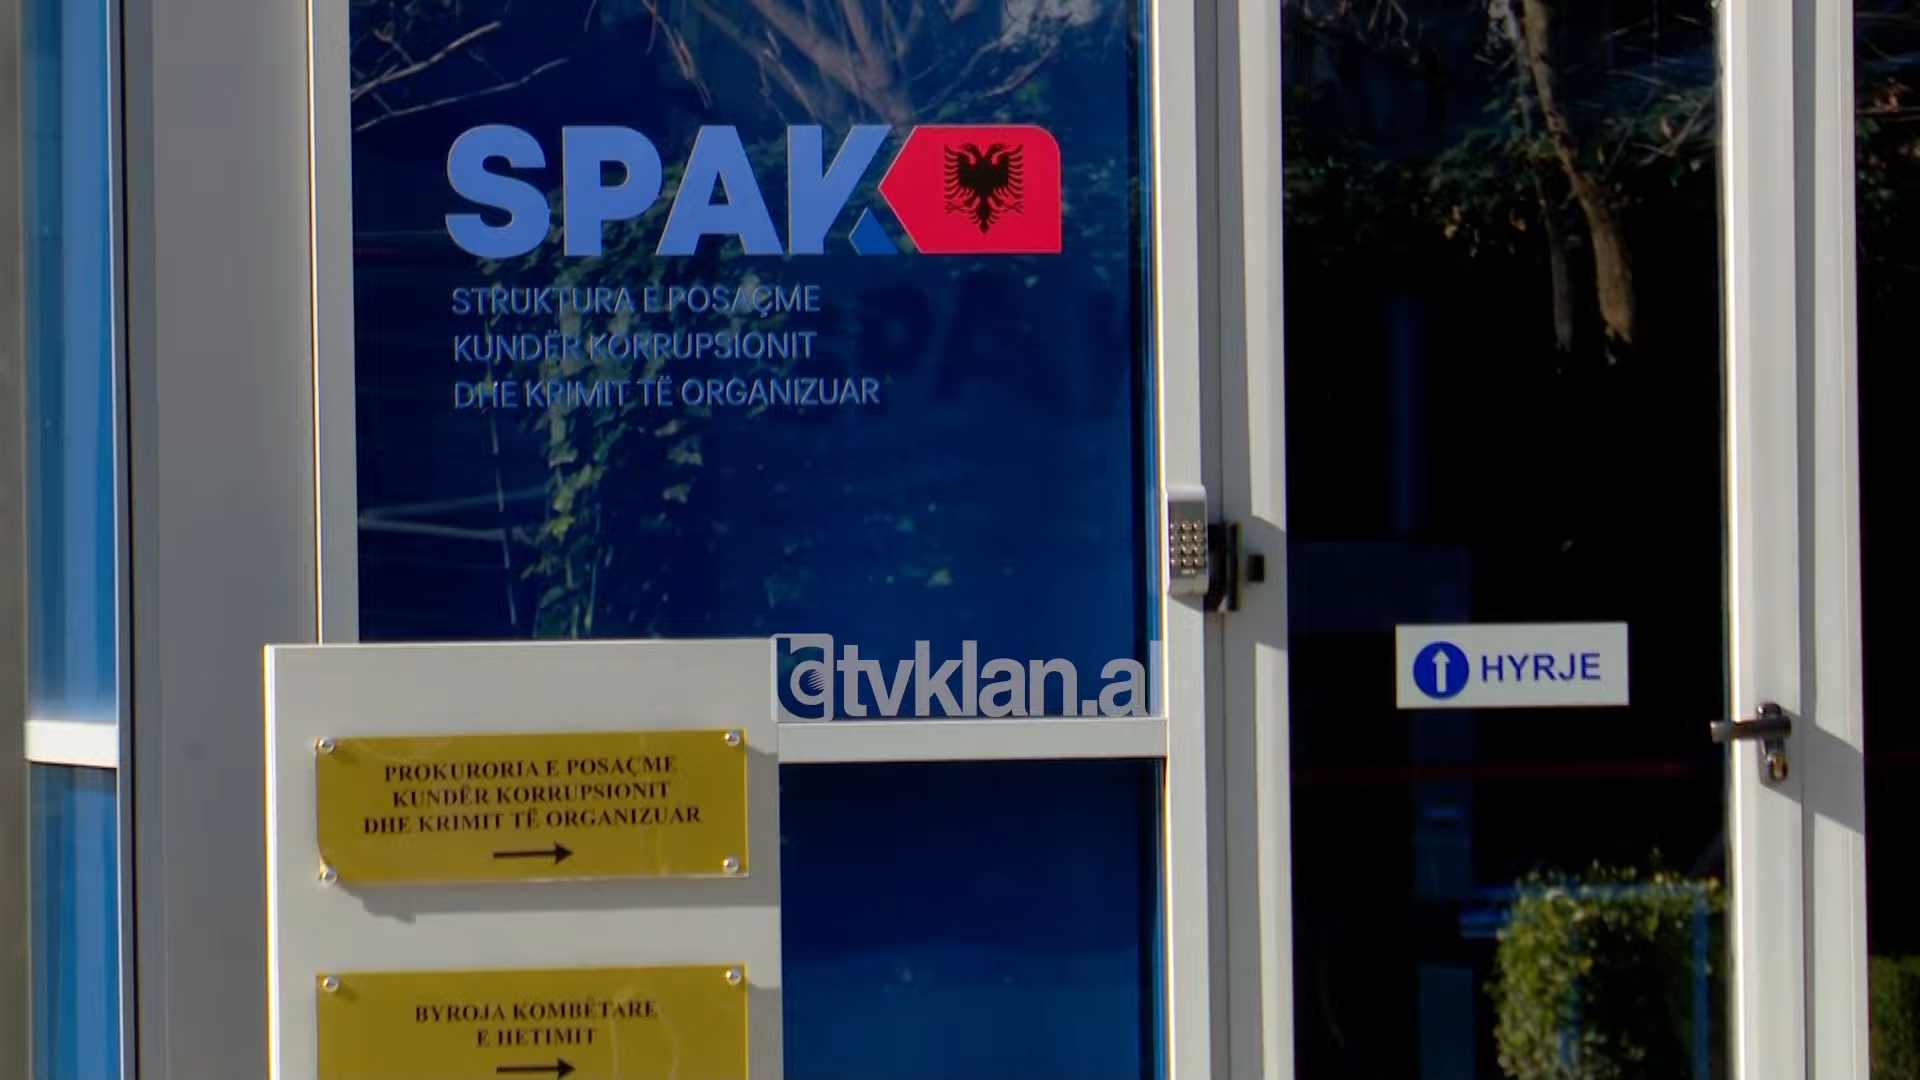 SPAK
STRUKTURA E POSAÇME
KUNDËR KORRUPSIONIT
DHE KRIMIT TË ORGANIZUAR
tvklan.al
HYRJE
PROKURORIA E POSAÇME
KUNDËR KORRUPSIONIT
DHE KRIMIT TË ORGANIZUAR
BYROJA KOMBËTARE
E HETIMIT